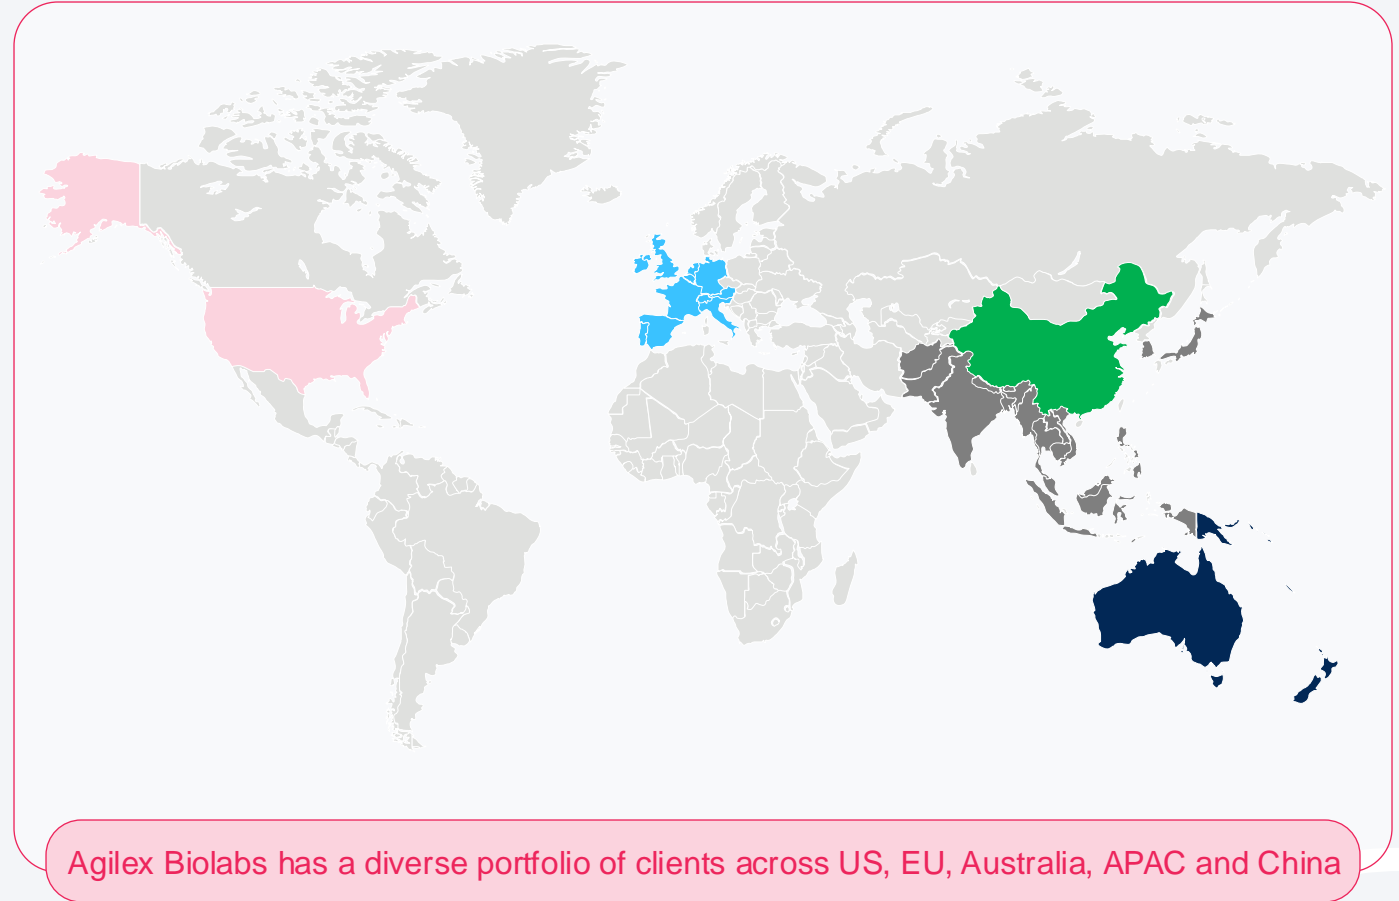 Agilex Biolabs has a diverse portfolio of clients across US, EU, Australia, APAC and China